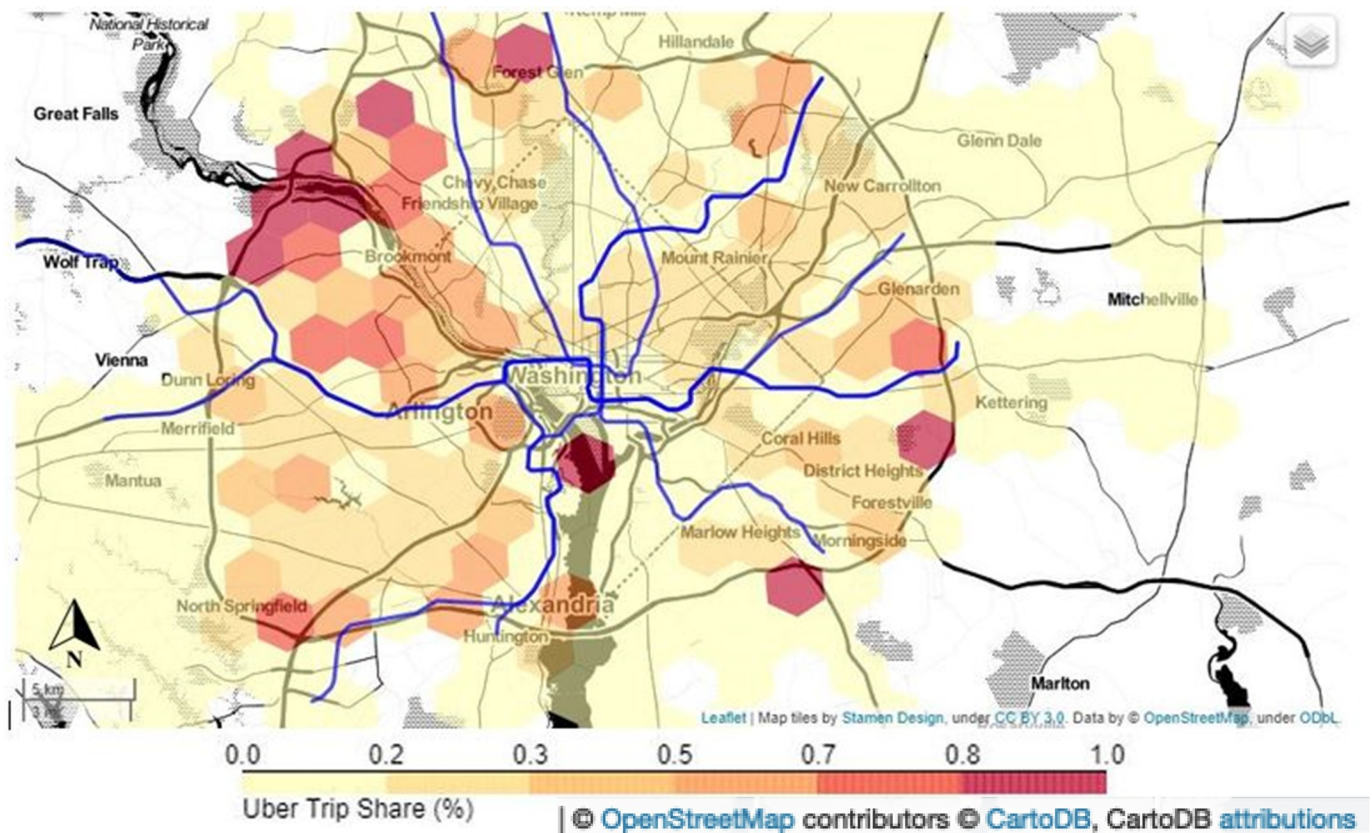 National Historical
Park
Kemp Mill
Hillandale
Forest Glen
Great Falls
Glenn Dale
Chevy Chase
New Carrollton
Friendship Village
Brookmont
Mount Rainier
Wolf Trap
Glenarden
Mitchellville
Vienna
Dunn Loring
Washington
Arlington
Kettering
Merrifield
Coral Hills
District Heights
Mantua
Forestville
Marlow Heights
Morningside
North Springfield
Alexandria
Huntington
N
Marlton
5 km
3 mi
Leaflet | Map tiles by Stamen Design, under CC BY 3.0. Data by © OpenStreetMap, under ODbL.
0.0 0.2 0.3 0.5 0.7 0.8 1.0
Uber Trip Share (%)
| © OpenStreetMap contributors © CartoDB, CartoDB attributions